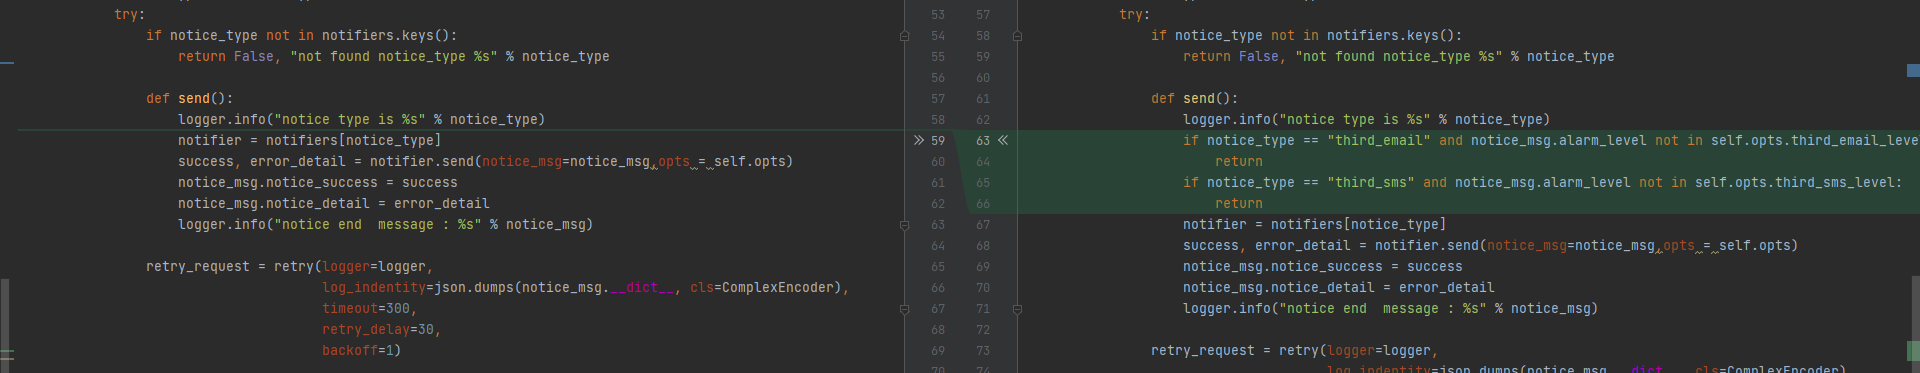 try:
if notice_type not in notifiers.keys():
return False, "not found notice_type %s" % notice_type
def send():
logger.info("notice type is %s" % notice_type)
notifier = notifiers[notice_type]
success, error_detail = notifier.send(notice_msg=notice_msg,opts = self.opts)
notice_msg.notice_success = success
notice_msg.notice_detail = error_detail
logger.info("notice end  message : %s" % notice_msg)
retry_request = retry(logger=logger,
log_indentity=json.dumps(notice_msg.__dict__, cls=ComplexEncoder),
timeout=300,
retry_delay=30,
backoff=1)
53 57
54 58
55 59
56 60
57 61
58 62
59 63
60 64
61 65
62 66
63 67
64 68
65 69
66 70
67 71
68 72
69 73
70 74
try:
if notice_type not in notifiers.keys():
return False, "not found notice_type %s" % notice_type
def send():
logger.info("notice type is %s" % notice_type)
if notice_type == "third_email" and notice_msg.alarm_level not in self.opts.third_email_leve
return
if notice_type == "third_sms" and notice_msg.alarm_level not in self.opts.third_sms_level:
return
notifier = notifiers[notice_type]
success, error_detail = notifier.send(notice_msg=notice_msg,opts = self.opts)
notice_msg.notice_success = success
notice_msg.notice_detail = error_detail
logger.info("notice end  message : %s" % notice_msg)
retry_request = retry(logger=logger,
log_indentity=json.dumps(notice_msg.__dict__, cls=ComplexEncoder)